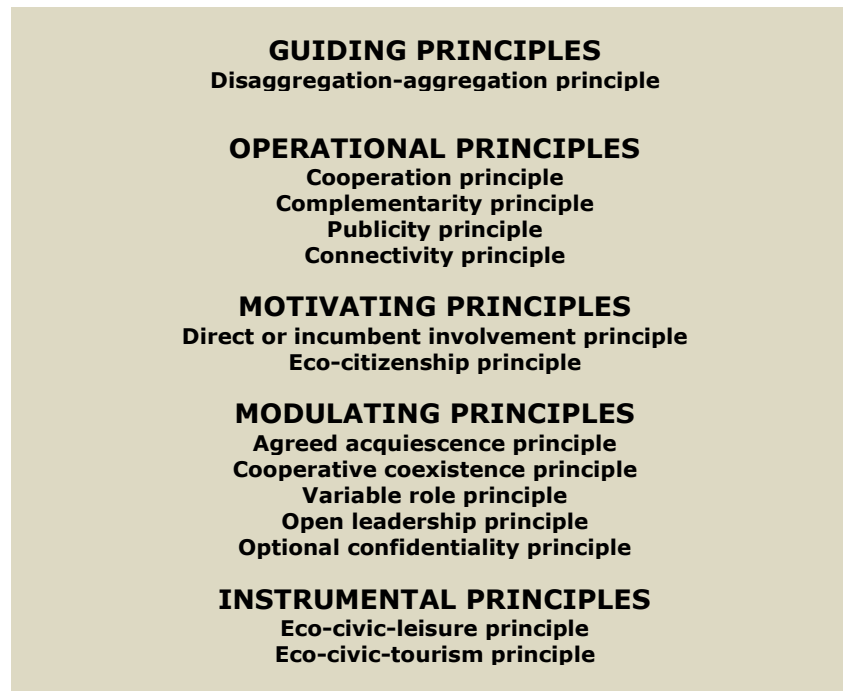 GUIDING PRINCIPLES
Disaggregation-aggregation principle
OPERATIONAL PRINCIPLES
Cooperation principle
Complementarity principle
Publicity principle
Connectivity principle
MOTIVATING PRINCIPLES
Direct or incumbent involvement principle
Eco-citizenship principle
MODULATING PRINCIPLES
Agreed acquiescence principle
Cooperative coexistence principle
Variable role principle
Open leadership principle
Optional confidentiality principle
INSTRUMENTAL PRINCIPLES
Eco-civic-leisure principle
Eco-civic-tourism principle